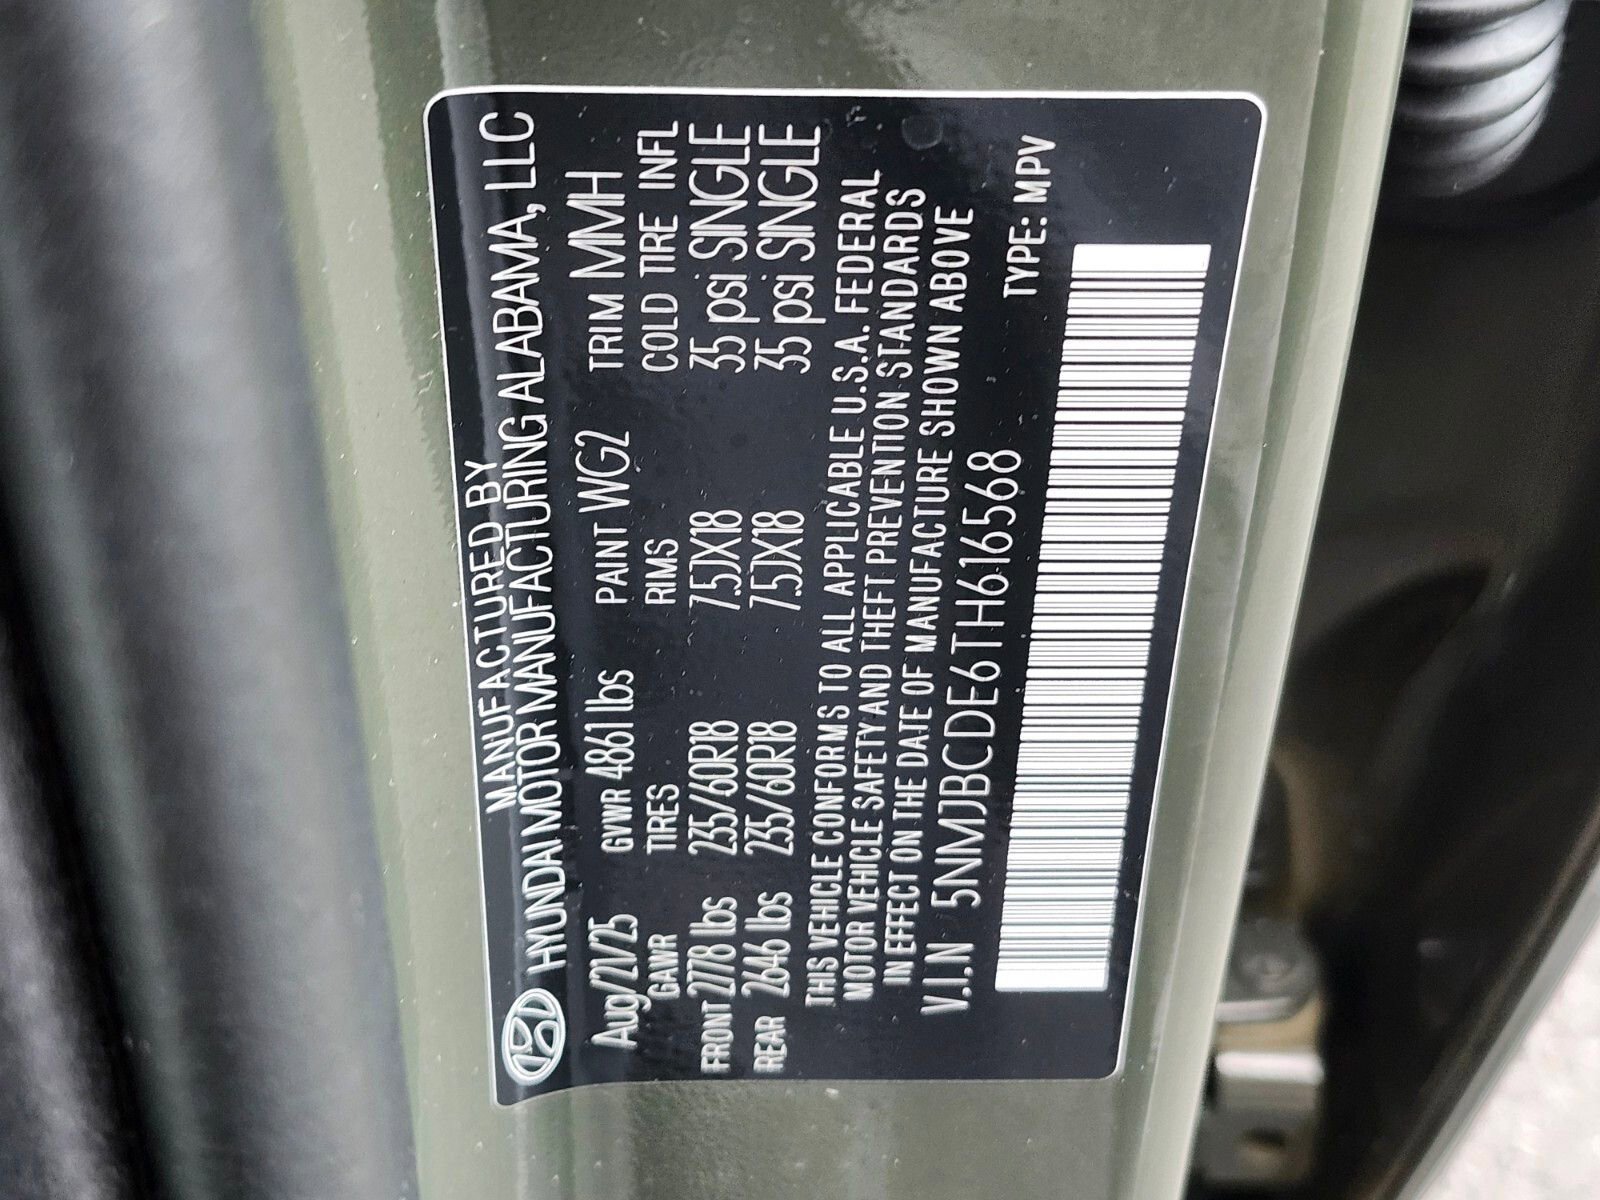 MANUFACTURED BY
HYUNDAI MOTOR MANUFACTURING ALABAMA, LLC
Aug/21/25 GVWR 4861 lbs PAINT WG2 TRIM MMH
GAWR TIRES RIMS COLD TIRE INFL
FRONT 2778 lbs 235/60R18 7.5JX18 35 psi SINGLE
REAR 2646 lbs 235/60R18 7.5JX18 35 psi SINGLE
THIS VEHICLE CONFORMS TO ALL APPLICABLE U.S.A. FEDERAL
MOTOR VEHICLE SAFETY AND THEFT PREVENTION STANDARDS
IN EFFECT ON THE DATE OF MANUFACTURE SHOWN ABOVE
V.I.N 5NMJBCDE6TH616568 TYPE: MPV